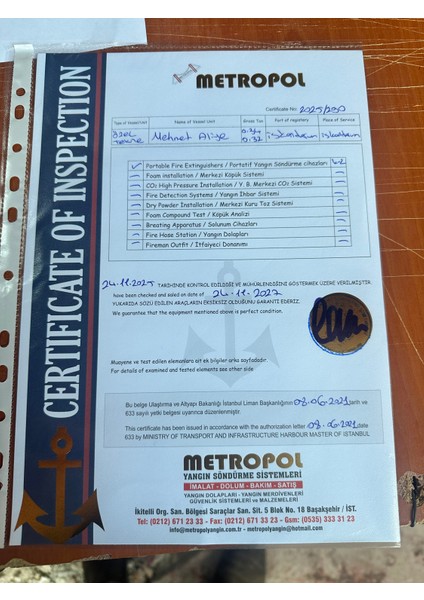 METROPOL
CERTIFICATE OF INSPECTION
Certificate No: 2025/230
Type of Vessel/Unit Name of Vessel Unit Gross Ton Port of registery Place of Service
ÖZEL TEKNE Mehmet Alişe iskenderun iskenderun
Portable Fire Extinguishers / Portatif Yangın Söndürme cihazları
Foam installation / Merkezi Köpük Sistemi
CO₂ High Pressure Installation / Y. B. Merkezi CO₂ Sistemi
Fire Detection Systems / Yangın İhbar Sistemi
Dry Powder Installation / Merkezi Kuru Toz Sistemi
Foam Compound Test / Köpük Analizi
Breating Apparatus / Solunum Cihazları
Fire Hose Station / Yangın Dolapları
Fireman Outfit / İtfaiyeci Donanımı
24.11.2025 TARİHİNDE KONTROL EDİLDİĞİ VE MÜHÜRLENDİĞİNİ GÖSTERMEK ÜZERE VERİLMİŞTİR.
have been checked and saled on date of 24.11.2027
YUKARIDA SÖZÜ EDİLEN ARAÇLARIN EKSİKSİZ OLDUĞUNU GARANTİ EDERİZ.
We guarantee that the equipment mentioned above is perfect condition.
Muayene ve test edilen elemanlara ait ek bilgiler arka sayfadadır.
For details of examined and tested elements see other side
Bu belge Ulaştırma ve Altyapı Bakanlığı İstanbul Liman Başkanlığının 08.06.2021 tarih ve
633 sayılı yetki belgesi uyarınca düzenlenmiştir.
This certificate has been issued in accordance with the authorization letter 08.06.2021 date
633 by MINISTRY OF TRANSPORT AND INFRASTRUCTURE HARBOUR MASTER OF ISTANBUL
METROPOL
YANGIN SÖNDÜRME SİSTEMLERİ
İMALAT - DOLUM - BAKIM - SATIŞ
YANGIN DOLAPLARI - YANGIN MERDİVENLERİ
GÜVENLİK SİSTEMLERİ VE MALZEMELERİ
İkitelli Org. San. Bölgesi Saraçlar San. Sit. 5 Blok No. 18 Başakşehir / İST.
Tel: (0212) 671 23 33 - Fax: (0212) 671 33 23 - Gsm: (0535) 333 31 23
info@metropolyangin.com.tr - metropolyangin@hotmail.com